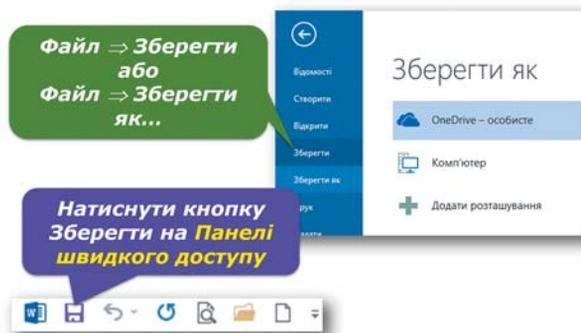 Файл ⇒ Зберегти
або
Файл ⇒ Зберегти
як...
Натиснути кнопку
Зберегти на Панелі
швидкого доступу
Відомості
Створити
Відкрити
Зберегти
Зберегти як
Зберегти як
OneDrive – особисте
Комп'ютер
Додати розташування